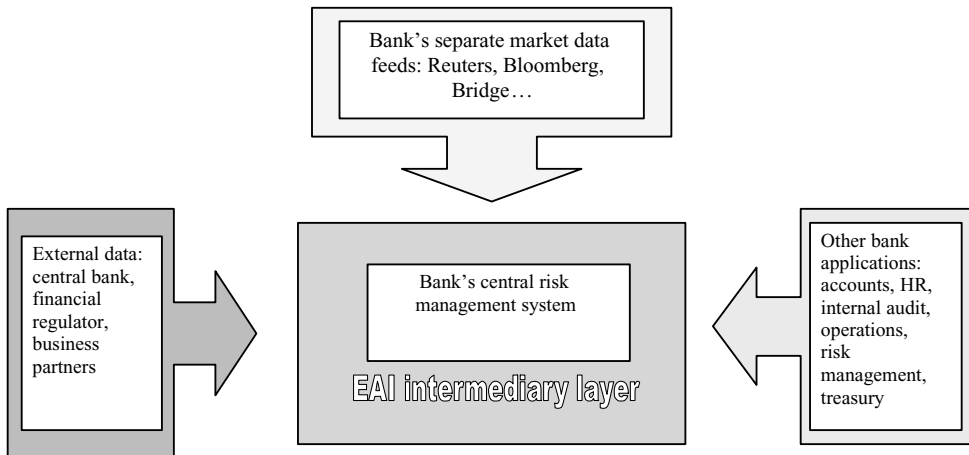 Bank’s separate market data
feeds: Reuters, Bloomberg,
Bridge…
External data:
central bank,
financial
regulator,
business
partners
Bank’s central risk
management system
EAI intermediary layer
Other bank
applications:
accounts, HR,
internal audit,
operations,
risk
management,
treasury